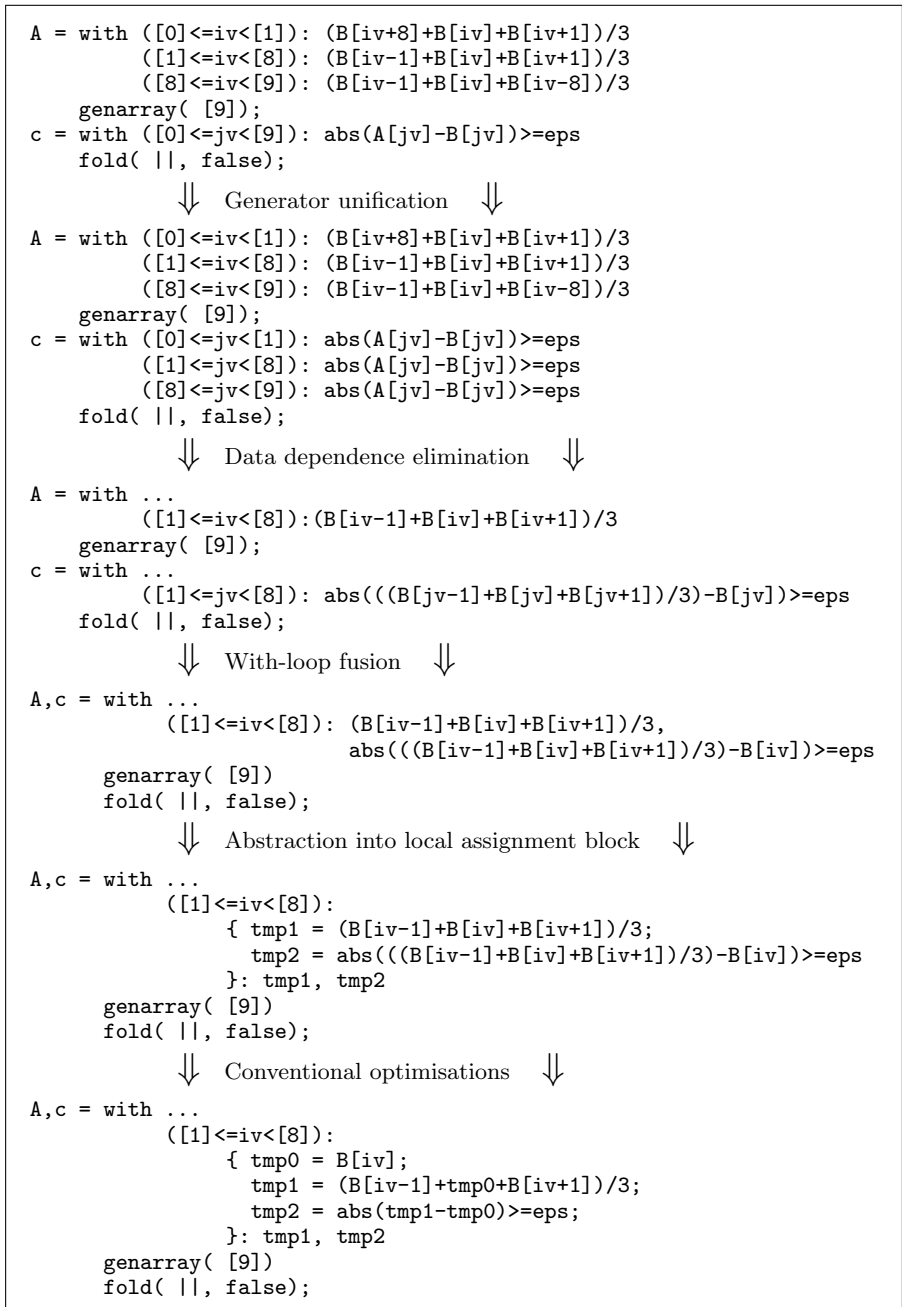 A = with ([0]<=iv<[1]): (B[iv+8]+B[iv]+B[iv+1])/3
         ([1]<=iv<[8]): (B[iv-1]+B[iv]+B[iv+1])/3
         ([8]<=iv<[9]): (B[iv-1]+B[iv]+B[iv-8])/3
    genarray( [9]);
c = with ([0]<=jv<[9]): abs(A[jv]-B[jv])>=eps
    fold( ||, false);
⇓ Generator unification ⇓
A = with ([0]<=iv<[1]): (B[iv+8]+B[iv]+B[iv+1])/3
         ([1]<=iv<[8]): (B[iv-1]+B[iv]+B[iv+1])/3
         ([8]<=iv<[9]): (B[iv-1]+B[iv]+B[iv-8])/3
    genarray( [9]);
c = with ([0]<=jv<[1]): abs(A[jv]-B[jv])>=eps
         ([1]<=jv<[8]): abs(A[jv]-B[jv])>=eps
         ([8]<=jv<[9]): abs(A[jv]-B[jv])>=eps
    fold( ||, false);
⇓ Data dependence elimination ⇓
A = with ...
         ([1]<=iv<[8]):(B[iv-1]+B[iv]+B[iv+1])/3
    genarray( [9]);
c = with ...
         ([1]<=jv<[8]): abs(((B[jv-1]+B[jv]+B[jv+1])/3)-B[jv])>=eps
    fold( ||, false);
⇓ With-loop fusion ⇓
A,c = with ...
           ([1]<=iv<[8]): (B[iv-1]+B[iv]+B[iv+1])/3,
                          abs(((B[iv-1]+B[iv]+B[iv+1])/3)-B[iv])>=eps
      genarray( [9])
      fold( ||, false);
⇓ Abstraction into local assignment block ⇓
A,c = with ...
           ([1]<=iv<[8]):
                { tmp1 = (B[iv-1]+B[iv]+B[iv+1])/3;
                  tmp2 = abs(((B[iv-1]+B[iv]+B[iv+1])/3)-B[iv])>=eps
                }: tmp1, tmp2
      genarray( [9])
      fold( ||, false);
⇓ Conventional optimisations ⇓
A,c = with ...
           ([1]<=iv<[8]):
                { tmp0 = B[iv];
                  tmp1 = (B[iv-1]+tmp0+B[iv+1])/3;
                  tmp2 = abs(tmp1-tmp0)>=eps;
                }: tmp1, tmp2
      genarray( [9])
      fold( ||, false);